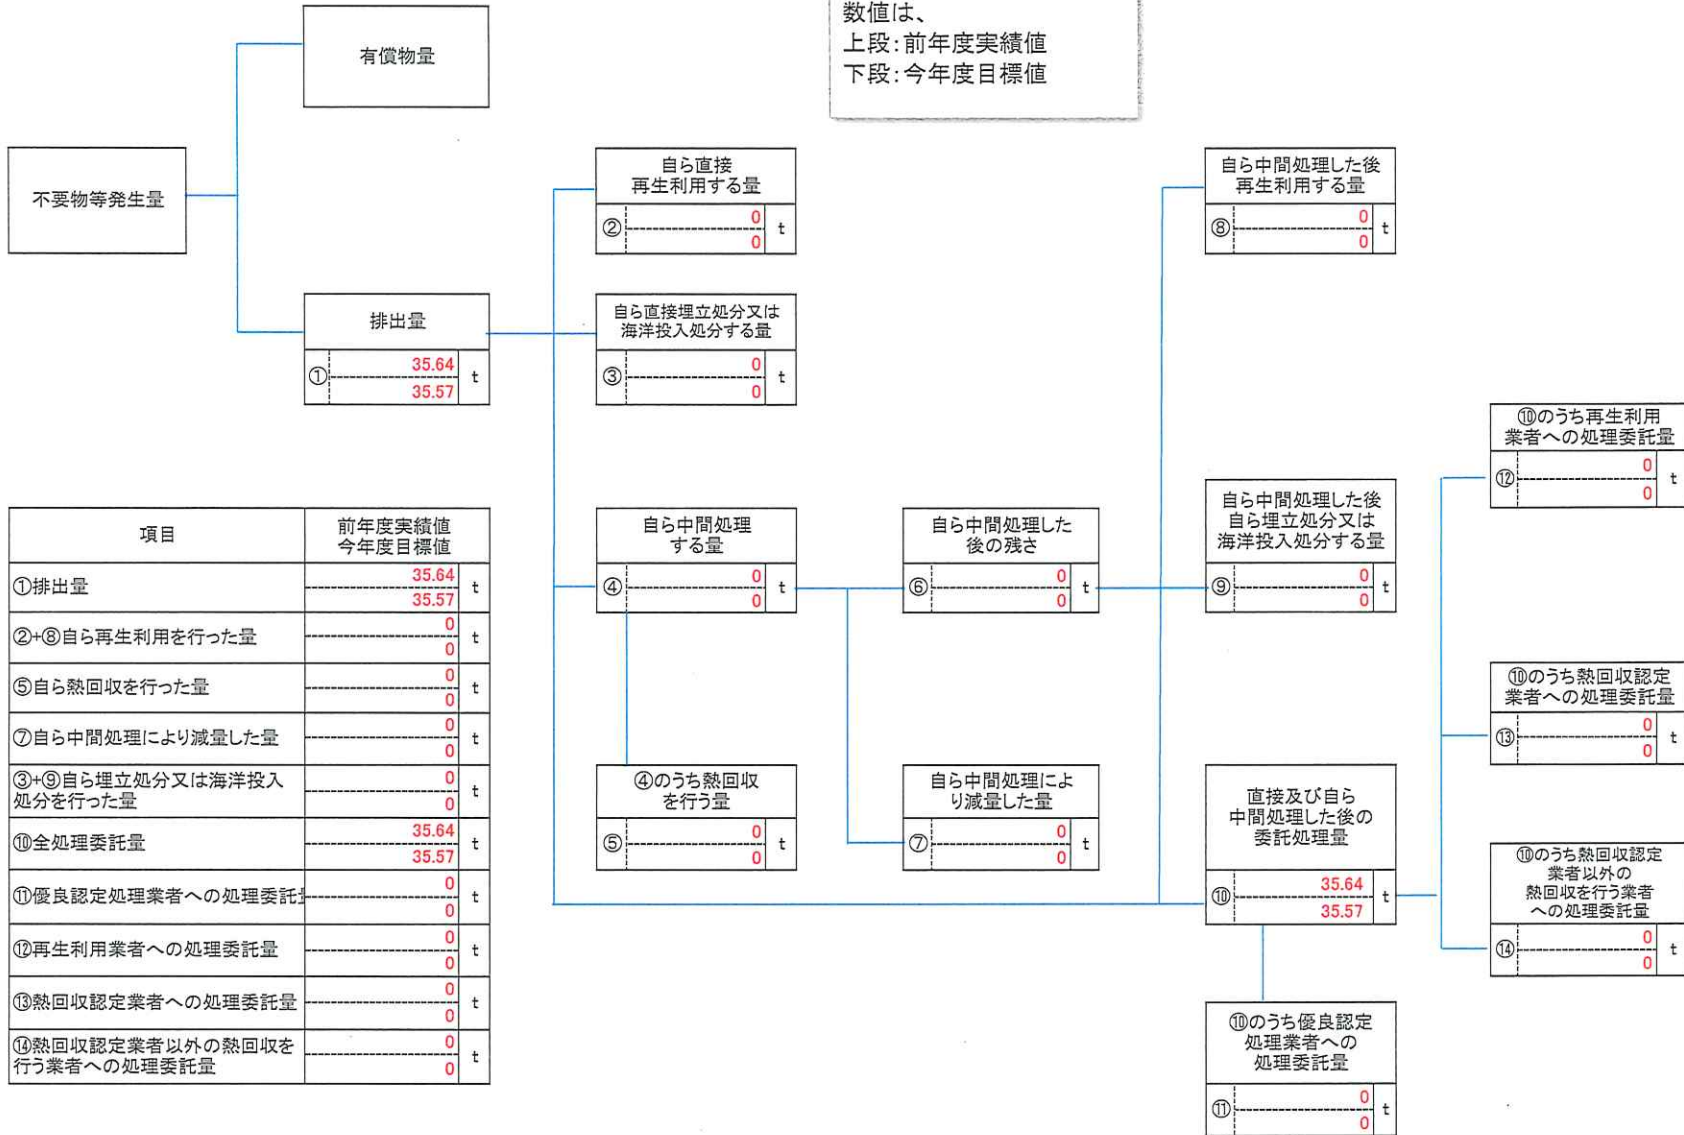 数値は、
上段:前年度実績値
下段:今年度目標値
有償物量
不要物等発生量
排出量
① 35.64 t
35.57
自ら直接
再生利用する量
② 0 t
0
自ら直接埋立処分又は
海洋投入処分する量
③ 0 t
0
自ら中間処理
する量
④ 0 t
0
④のうち熱回収
を行う量
⑤ 0 t
0
自ら中間処理した
後の残さ
⑥ 0 t
0
自ら中間処理によ
り減量した量
⑦ 0 t
0
自ら中間処理した後
再生利用する量
⑧ 0 t
0
自ら中間処理した後
自ら埋立処分又は
海洋投入処分する量
⑨ 0 t
0
直接及び自ら
中間処理した後の
委託処理量
⑩ 35.64 t
35.57
⑩のうち優良認定
処理業者への
処理委託量
⑪ 0 t
0
⑩のうち再生利用
業者への処理委託量
⑫ 0 t
0
⑩のうち熱回収認定
業者への処理委託量
⑬ 0 t
0
⑩のうち熱回収認定
業者以外の
熱回収を行う業者
への処理委託量
⑭ 0 t
0
項目 前年度実績値
今年度目標値
①排出量 35.64 t
35.57
②+⑧自ら再生利用を行った量 0 t
0
⑤自ら熱回収を行った量 0 t
0
⑦自ら中間処理により減量した量 0 t
0
③+⑨自ら埋立処分又は海洋投入
処分を行った量 0 t
0
⑩全処理委託量 35.64 t
35.57
⑪優良認定処理業者への処理委託 0 t
0
⑫再生利用業者への処理委託量 0 t
0
⑬熱回収認定業者への処理委託量 0 t
0
⑭熱回収認定業者以外の熱回収を
行う業者への処理委託量 0 t
0